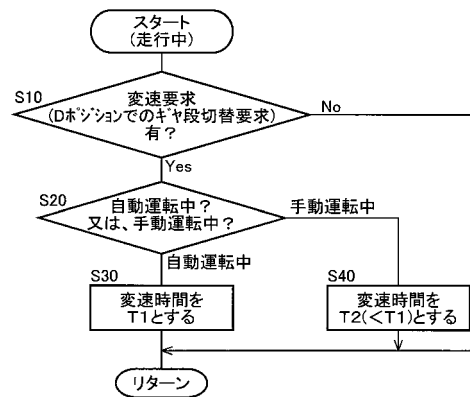 スタート
(走行中)
S10
変速要求
(Dポジションでのギヤ段切替要求)
有?
No
Yes
S20
自動運転中?
又は、手動運転中?
手動運転中
自動運転中
S30
変速時間を
T1とする
S40
変速時間を
T2(<T1)とする
リターン